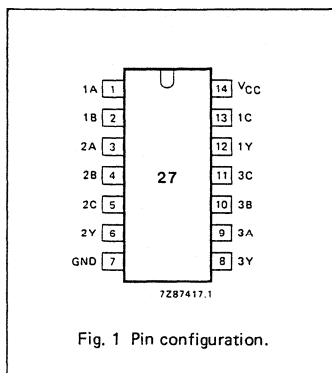 1A 1 14 VCC
1B 2 13 1C
2A 3 12 1Y
2B 4 27 11 3C
2C 5 10 3B
2Y 6 9 3A
GND 7 8 3Y
7Z87417.1
Fig. 1 Pin configuration.